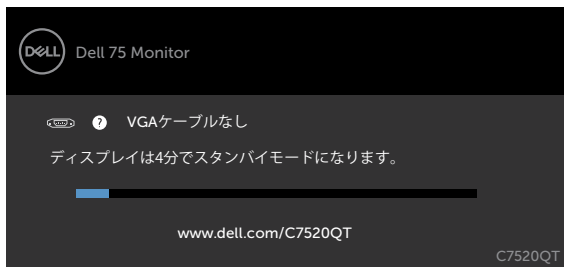 DELL
Dell 75 Monitor
? VGAケーブルなし
ディスプレイは4分でスタンバイモードになります。
www.dell.com/C7520QT
C7520QT